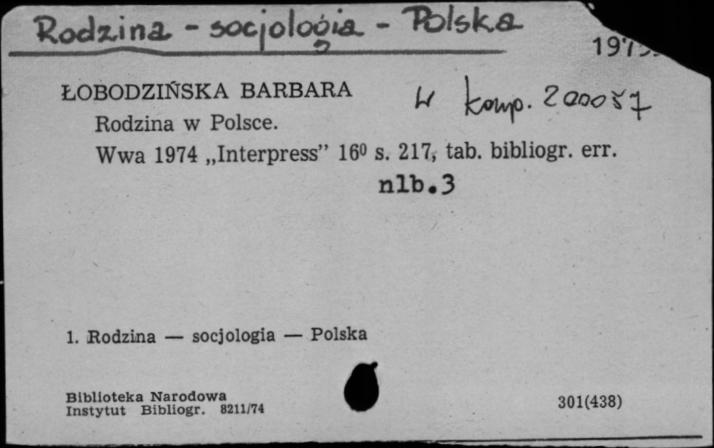 Rodzina - socjologia - Polska
ŁOBODZIŃSKA BARBARA
w komp. 2000 57
Rodzina w Polsce.
Wwa 1974 „Interpress” 16⁰ s. 217, tab. bibliogr. err.
nlb.3
1. Rodzina — socjologia — Polska
Biblioteka Narodowa
Instytut Bibliogr. 8211/74
301(438)